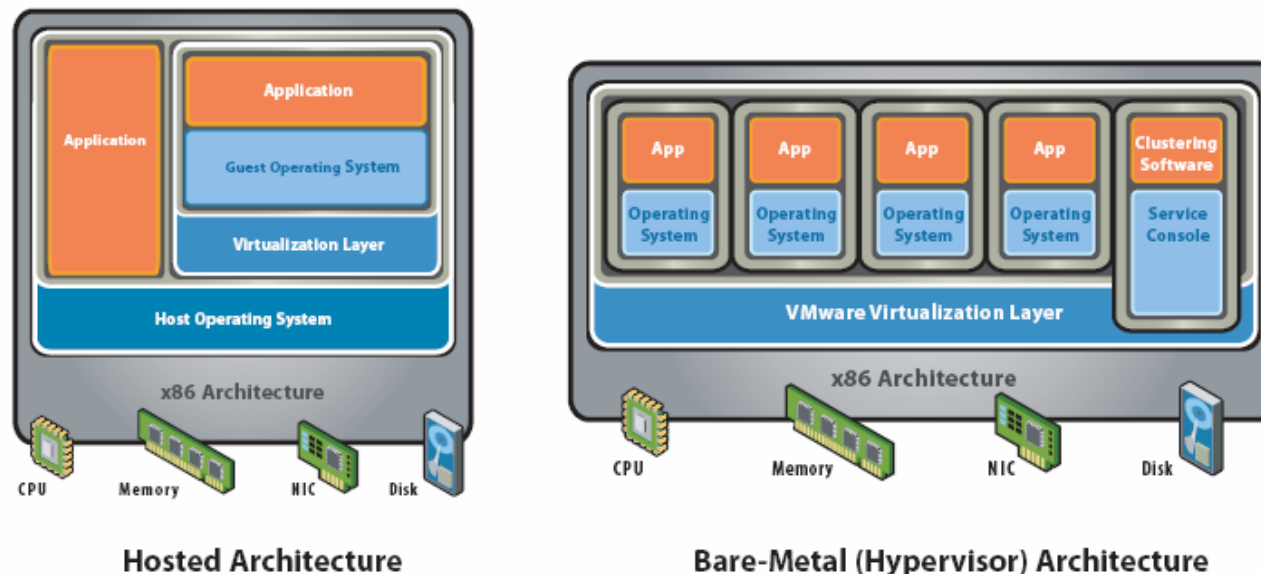 Application
Application
Guest Operating System
Virtualization Layer
Host Operating System
x86 Architecture
CPU
Memory
NIC
Disk
Hosted Architecture
App
App
App
App
Clustering
Software
Operating
System
Operating
System
Operating
System
Operating
System
Service
Console
VMware Virtualization Layer
x86 Architecture
CPU
Memory
NIC
Disk
Bare-Metal (Hypervisor) Architecture